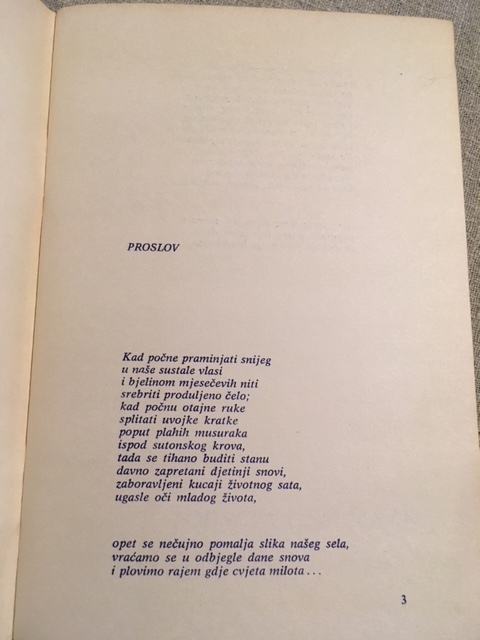 PROSLOV
Kad počne praminjati snijeg
u naše sustale vlasi
i bjelinom mjesečevih niti
srebriti produljeno čelo;
kad počnu otajne ruke
splitati uvojke kratke
poput plahih musuraka
ispod sutonskog krova,
tada se tihano buditi stanu
davno zapretani djetinji snovi,
zaboravljeni kucaji životnog sata,
ugasle oči mladog života,
opet se nečujno pomalja slika našeg sela,
vraćamo se u odbjegle dane snova
i plovimo rajem gdje cvjeta milota...
3